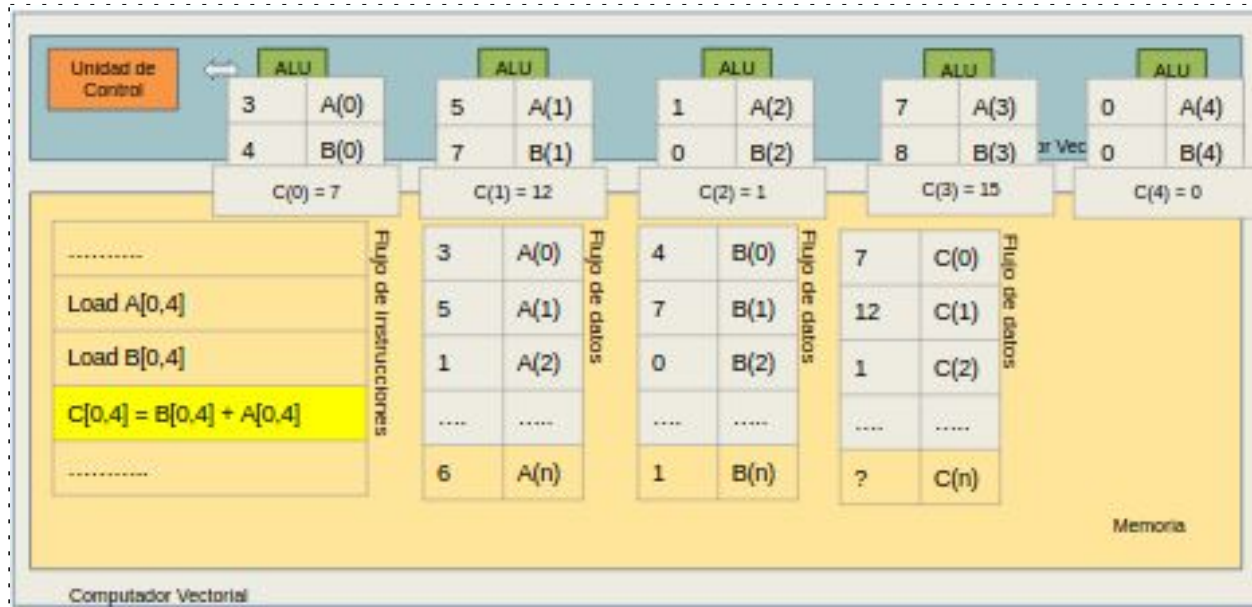 Unidad de
Control
ALU
ALU
ALU
ALU
ALU
3 A(0)
4 B(0)
C(0) = 7
5 A(1)
7 B(1)
C(1) = 12
1 A(2)
0 B(2)
C(2) = 1
7 A(3)
8 B(3)
C(3) = 15
0 A(4)
0 B(4)
C(4) = 0
..........
Load A[0,4]
Load B[0,4]
C[0,4] = B[0,4] + A[0,4]
...........
Flujo de instrucciones
3 A(0)
5 A(1)
1 A(2)
.... .....
6 A(n)
Flujo de datos
4 B(0)
7 B(1)
0 B(2)
.... .....
1 B(n)
Flujo de datos
7 C(0)
12 C(1)
1 C(2)
.... .....
? C(n)
Flujo de datos
Memoria
Computador Vectorial